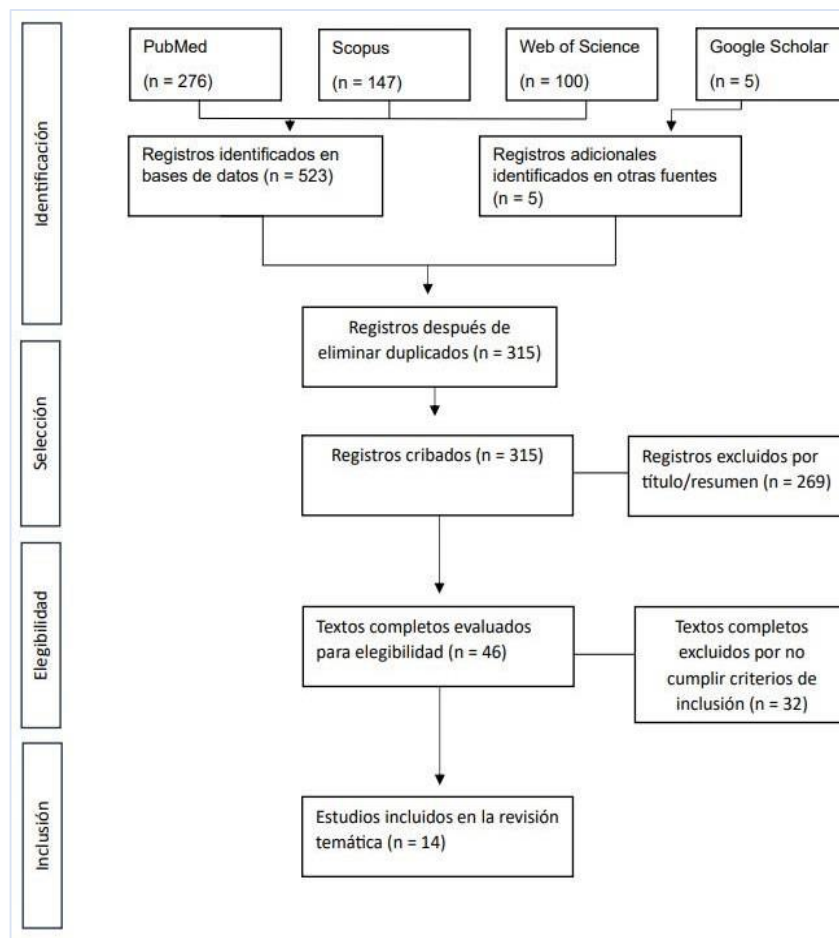 PubMed
(n = 276)
Scopus
(n = 147)
Web of Science
(n = 100)
Google Scholar
(n = 5)
Identificación
Registros identificados en
bases de datos (n = 523)
Registros adicionales
identificados en otras fuentes
(n = 5)
Registros después de
eliminar duplicados (n = 315)
Selección
Registros cribados (n = 315)
Registros excluidos por
título/resumen (n = 269)
Elegibilidad
Textos completos evaluados
para elegibilidad (n = 46)
Textos completos
excluidos por no
cumplir criterios de
inclusión (n = 32)
Inclusión
Estudios incluidos en la revisión
temática (n = 14)